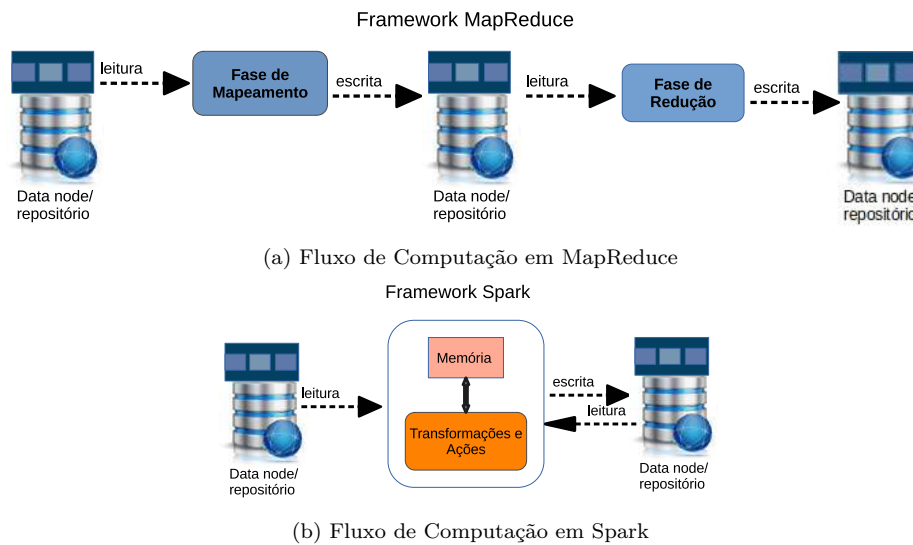 Framework MapReduce
leitura
Fase de
Mapeamento
escrita
leitura
Fase de
Redução
escrita
Data node/
repositório
Data node/
repositório
Data node/
repositório
(a) Fluxo de Computação em MapReduce
Framework Spark
leitura
Memória
Transformações e
Ações
escrita
leitura
Data node/
repositório
Data node/
repositório
(b) Fluxo de Computação em Spark